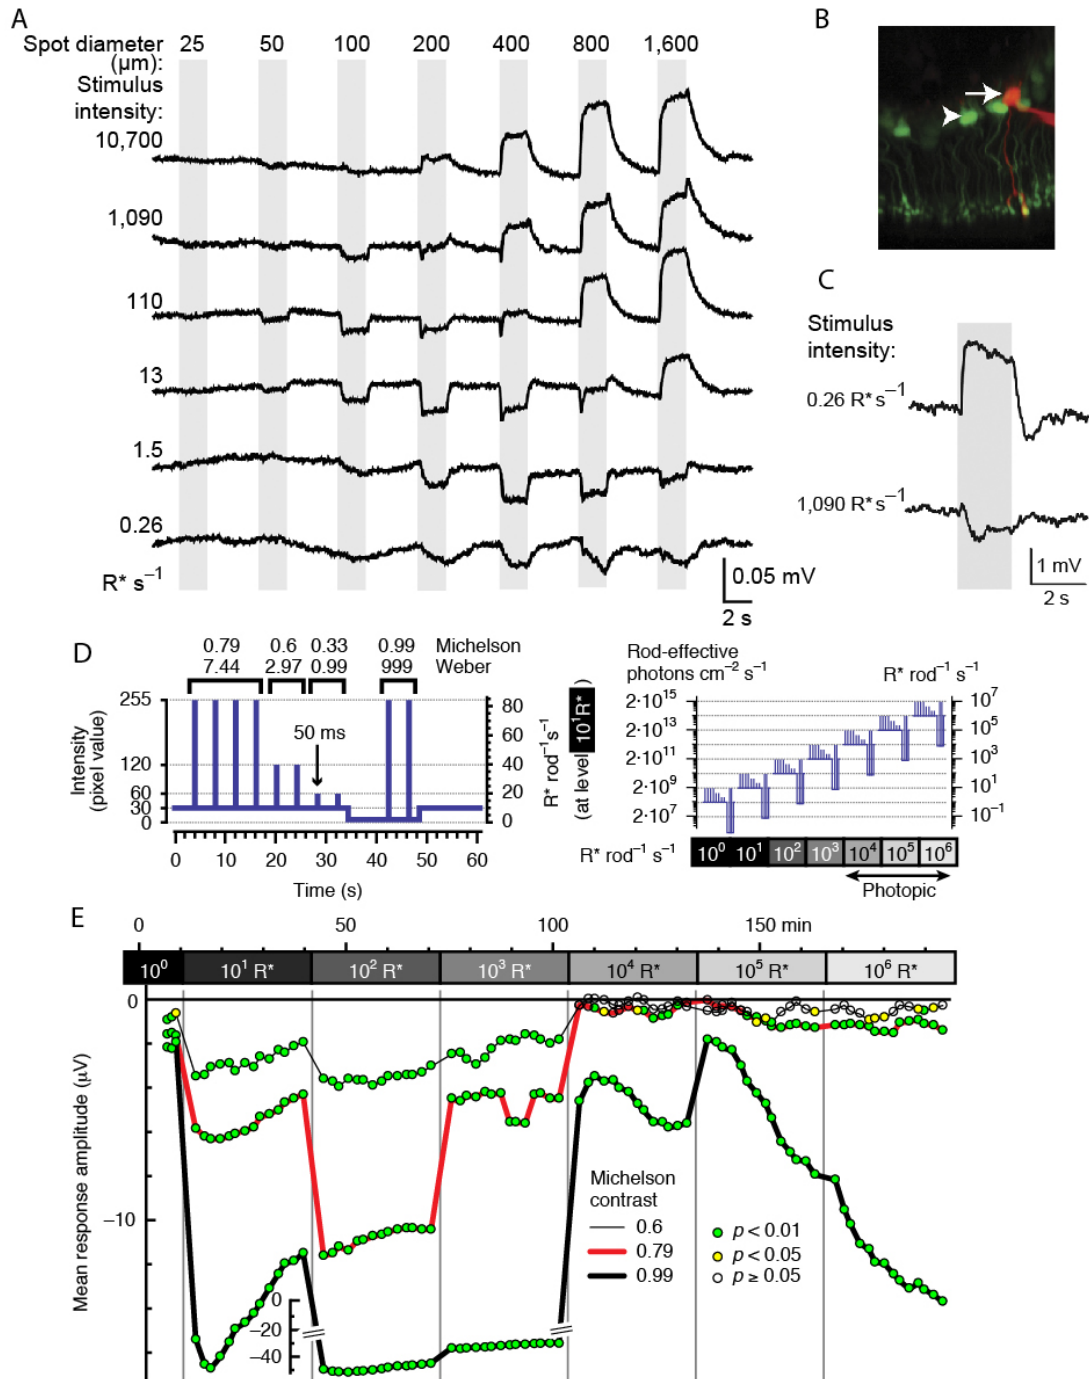 A
Spot diameter (μm): 25 50 100 200 400 800 1,600
Stimulus intensity:
10,700
1,090
110
13
1.5
0.26
R* s⁻¹
0.05 mV
2 s
B
C
Stimulus intensity:
0.26 R* s⁻¹
1,090 R* s⁻¹
1 mV
2 s
D
0.79 0.6 0.33 0.99 Michelson
7.44 2.97 0.99 999 Weber
Intensity (pixel value)
255
120
60
30
0
50 ms
80
60
40
20
0
R* rod⁻¹s⁻¹
(at level 10¹R*)
0 10 20 30 40 50 60
Time (s)
Rod-effective photons cm⁻² s⁻¹
2·10¹⁵
2·10¹³
2·10¹¹
2·10⁹
2·10⁷
R* rod⁻¹ s⁻¹
10⁷
10⁵
10³
10¹
10⁻¹
R* rod⁻¹ s⁻¹ 10⁰ 10¹ 10² 10³ 10⁴ 10⁵ 10⁶
Photopic
E
0 50 100 150 min
10⁰ 10¹ R* 10² R* 10³ R* 10⁴ R* 10⁵ R* 10⁶ R*
Mean response amplitude (μV)
0
−10
0
−20
−40
Michelson contrast
0.6
0.79
0.99
p < 0.01
p < 0.05
p ≥ 0.05